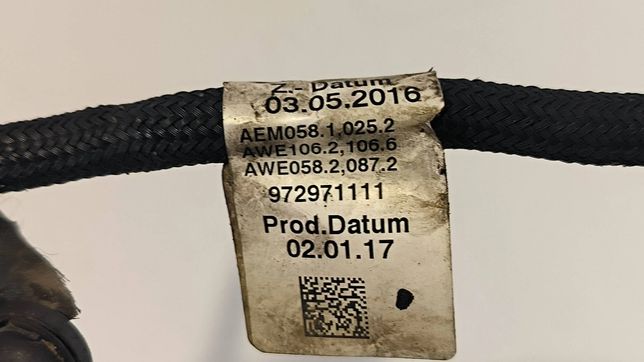 Z.- Datum
03.05.2016
AEM058.1,025.2
AWE106.2,106.6
AWE058.2,087.2
972971111
Prod.Datum
02.01.17